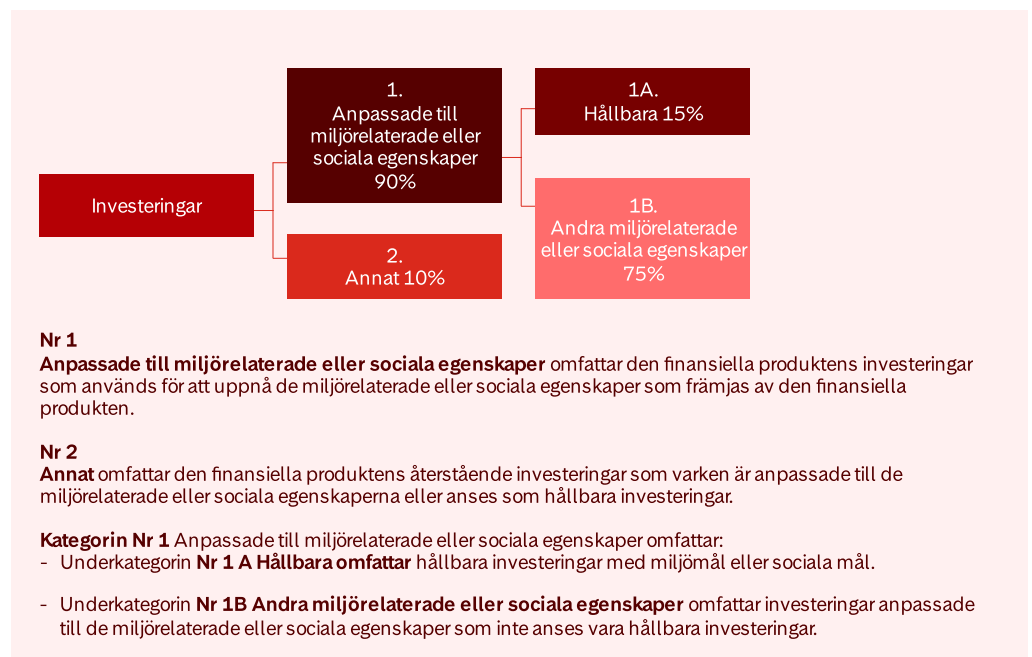 Investeringar
1.
Anpassade till
miljörelaterade eller
sociala egenskaper
90%
2.
Annat 10%
1A.
Hållbara 15%
1B.
Andra miljörelaterade
eller sociala egenskaper
75%
Nr 1
Anpassade till miljörelaterade eller sociala egenskaper omfattar den finansiella produktens investeringar
som används för att uppnå de miljörelaterade eller sociala egenskaper som främjas av den finansiella
produkten.
Nr 2
Annat omfattar den finansiella produktens återstående investeringar som varken är anpassade till de
miljörelaterade eller sociala egenskaperna eller anses som hållbara investeringar.
Kategorin Nr 1 Anpassade till miljörelaterade eller sociala egenskaper omfattar:
- Underkategorin Nr 1 A Hållbara omfattar hållbara investeringar med miljömål eller sociala mål.
- Underkategorin Nr 1B Andra miljörelaterade eller sociala egenskaper omfattar investeringar anpassade
till de miljörelaterade eller sociala egenskaper som inte anses vara hållbara investeringar.